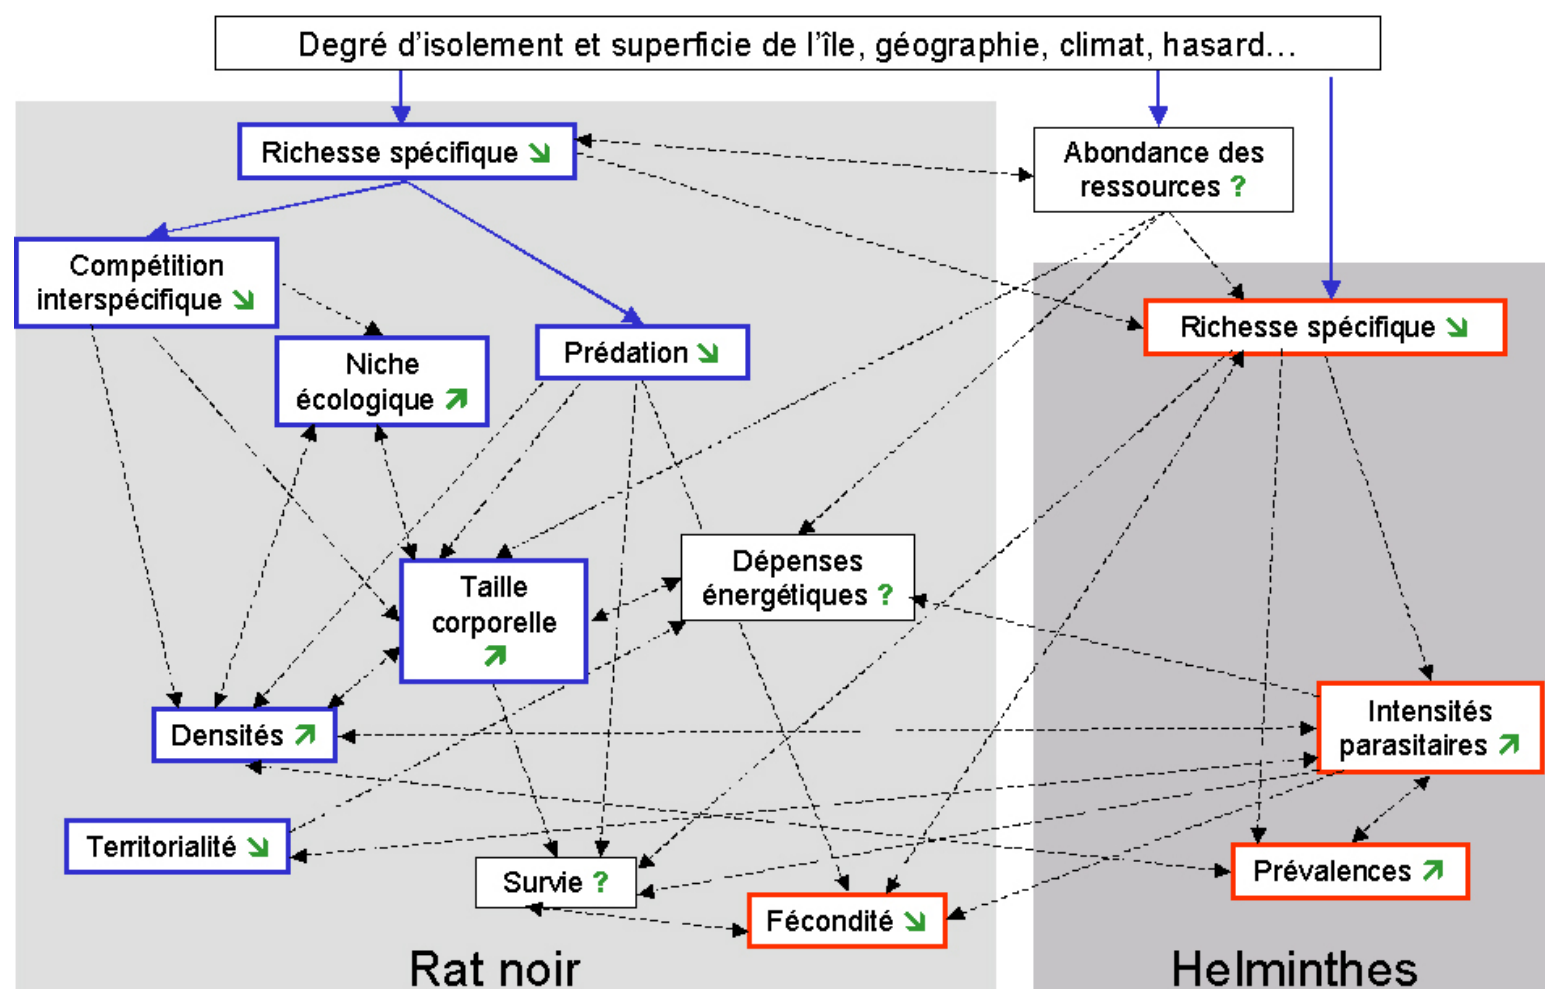 Degré d'isolement et superficie de l'île, géographie, climat, hasard…
Richesse spécifique ↘
Abondance des
ressources ?
Compétition
interspécifique ↘
Richesse spécifique ↘
Prédation ↘
Niche
écologique ↗
Dépenses
énergétiques ?
Taille
corporelle
↗
Intensités
parasitaires ↗
Densités ↗
Territorialité ↘
Prévalences ↗
Survie ?
Fécondité ↘
Rat noir
Helminthes